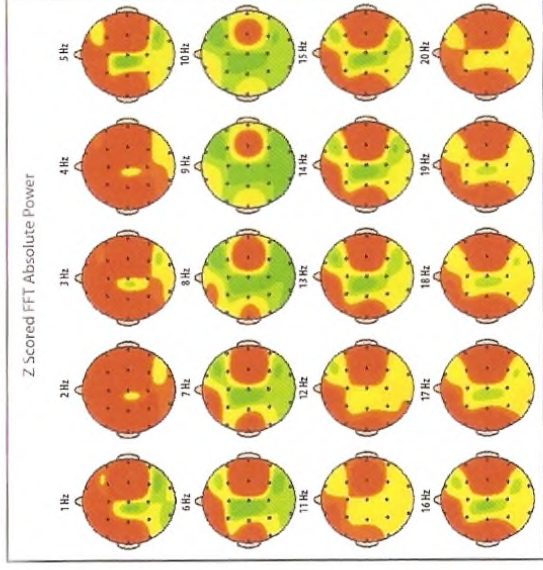 Z Scored FFT Absolute Power
1 Hz 2 Hz 3 Hz 4 Hz 5 Hz
6 Hz 7 Hz 8 Hz 9 Hz 10 Hz
11 Hz 12 Hz 13 Hz 14 Hz 15 Hz
16 Hz 17 Hz 18 Hz 19 Hz 20 Hz